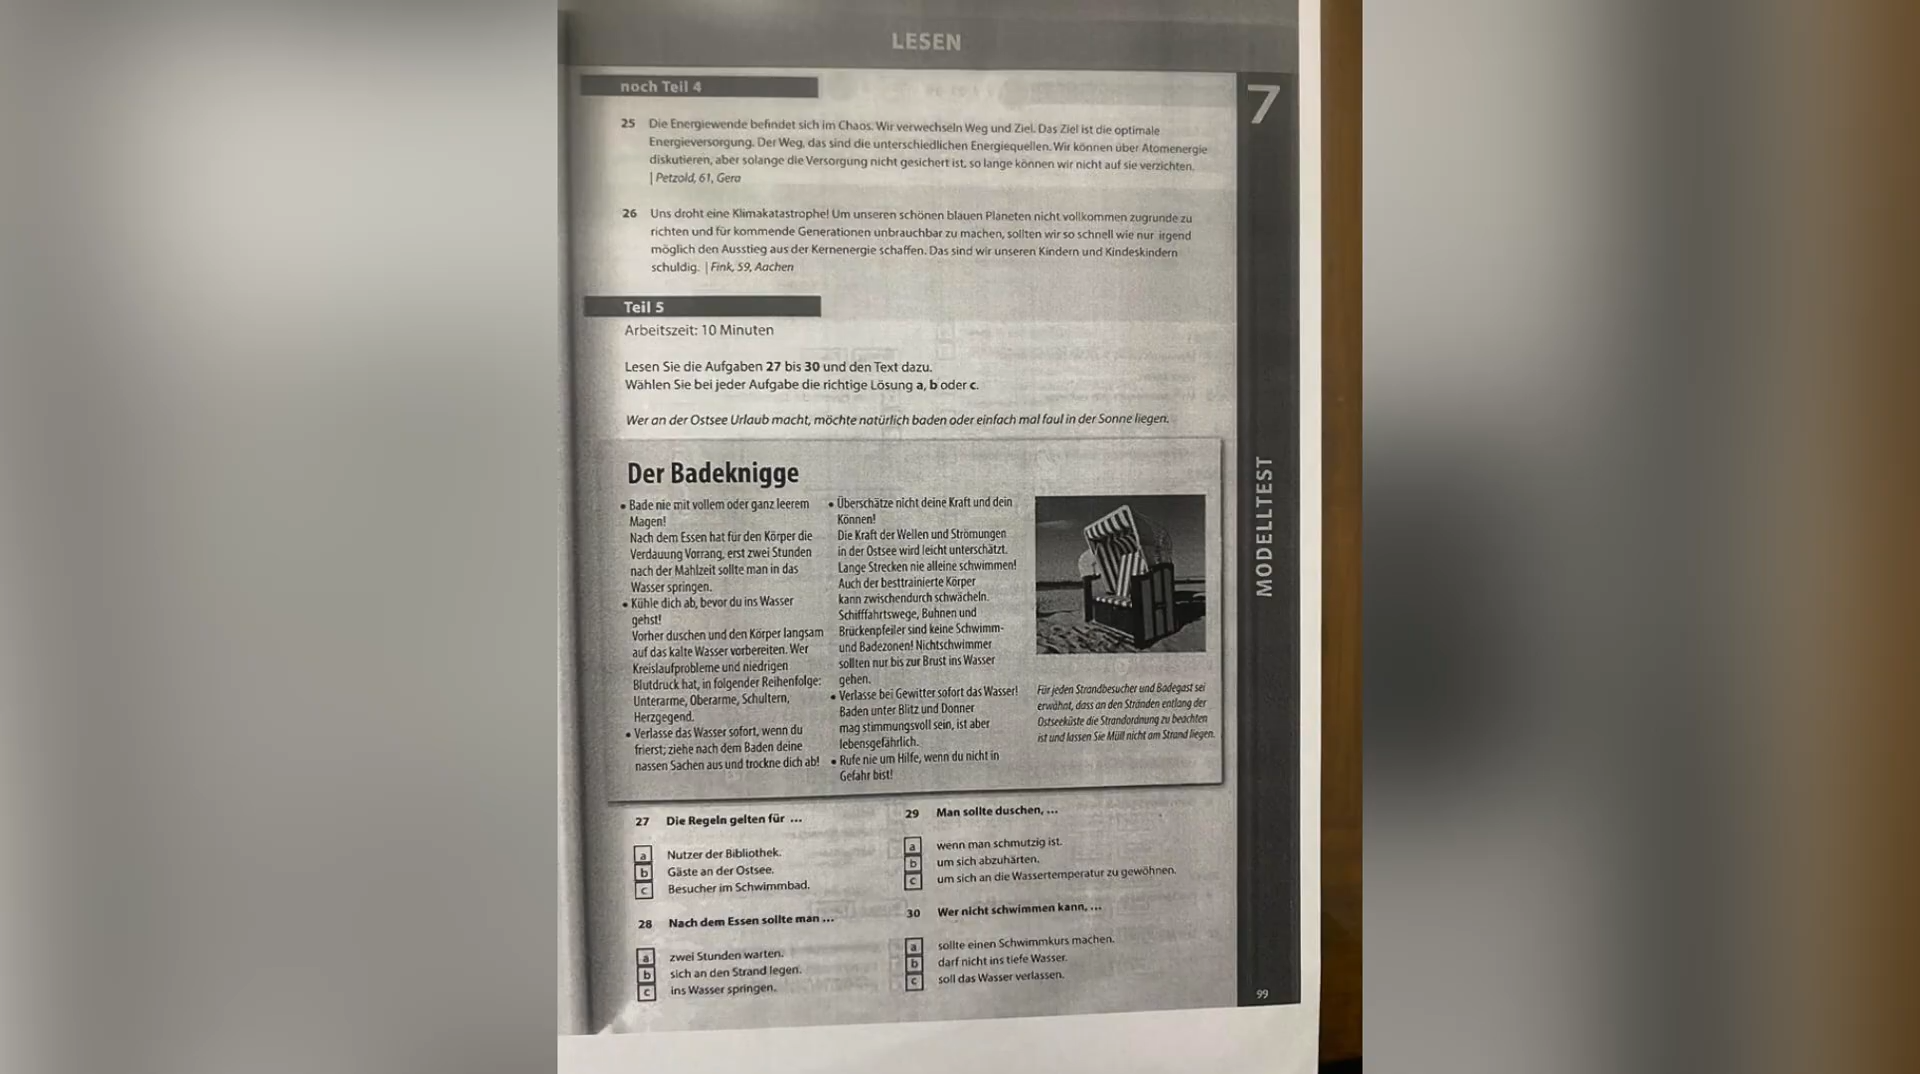 LESEN
noch Teil 4
7
25 Die Energiewende befindet sich im Chaos. Wir verwechseln Weg und Ziel. Das Ziel ist die optimale
Energieversorgung. Der Weg, das sind die unterschiedlichen Energiequellen. Wir können über Atomenergie
diskutieren, aber solange die Versorgung nicht gesichert ist, so lange können wir nicht auf sie verzichten.
| Petzold, 61, Gera
26 Uns droht eine Klimakatastrophe! Um unseren schönen blauen Planeten nicht vollkommen zugrunde zu
richten und für kommende Generationen unbrauchbar zu machen, sollten wir so schnell wie nur irgend
möglich den Ausstieg aus der Kernenergie schaffen. Das sind wir unseren Kindern und Kindeskindern
schuldig. | Fink, 59, Aachen
Teil 5
Arbeitszeit: 10 Minuten
Lesen Sie die Aufgaben 27 bis 30 und den Text dazu.
Wählen Sie bei jeder Aufgabe die richtige Lösung a, b oder c.
Wer an der Ostsee Urlaub macht, möchte natürlich baden oder einfach mal faul in der Sonne liegen.
Der Badeknigge
• Bade nie mit vollem oder ganz leerem
Magen!
Nach dem Essen hat für den Körper die
Verdauung Vorrang, erst zwei Stunden
nach der Mahlzeit sollte man in das
Wasser springen.
• Kühle dich ab, bevor du ins Wasser
gehst!
Vorher duschen und den Körper langsam
auf das kalte Wasser vorbereiten. Wer
Kreislaufprobleme und niedrigen
Blutdruck hat, in folgender Reihenfolge:
Unterarme, Oberarme, Schultern,
Herzgegend.
• Verlasse das Wasser sofort, wenn du
frierst; ziehe nach dem Baden deine
nassen Sachen aus und trockne dich ab!
• Überschätze nicht deine Kraft und dein
Können!
Die Kraft der Wellen und Strömungen
in der Ostsee wird leicht unterschätzt.
Lange Strecken nie alleine schwimmen!
Auch der besttrainierte Körper
kann zwischendurch schwächeln.
Schifffahrtswege, Buhnen und
Brückenpfeiler sind keine Schwimm-
und Badezonen! Nichtschwimmer
sollten nur bis zur Brust ins Wasser
gehen.
• Verlasse bei Gewitter sofort das Wasser!
Baden unter Blitz und Donner
mag stimmungsvoll sein, ist aber
lebensgefährlich.
• Rufe nie um Hilfe, wenn du nicht in
Gefahr bist!
Für jeden Strandbesucher und Badegast sei
erwähnt, dass an den Stränden entlang der
Ostseeküste die Strandordnung zu beachten
ist und lassen Sie Müll nicht am Strand liegen.
MODELLTEST
27 Die Regeln gelten für ...
a Nutzer der Bibliothek.
b Gäste an der Ostsee.
c Besucher im Schwimmbad.
28 Nach dem Essen sollte man ...
a zwei Stunden warten.
b sich an den Strand legen.
c ins Wasser springen.
29 Man sollte duschen, ...
a wenn man schmutzig ist.
b um sich abzuhärten.
c um sich an die Wassertemperatur zu gewöhnen.
30 Wer nicht schwimmen kann, ...
a sollte einen Schwimmkurs machen.
b darf nicht ins tiefe Wasser.
c soll das Wasser verlassen.
99